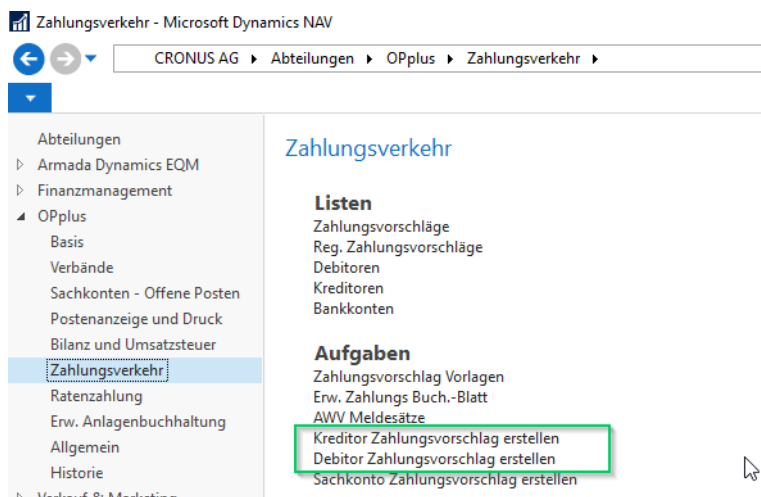 Zahlungsverkehr - Microsoft Dynamics NAV
CRONUS AG ▸ Abteilungen ▸ OPplus ▸ Zahlungsverkehr ▸
Abteilungen
Armada Dynamics EQM
Finanzmanagement
OPplus
Basis
Verbände
Sachkonten - Offene Posten
Postenanzeige und Druck
Bilanz und Umsatzsteuer
Zahlungsverkehr
Ratenzahlung
Erw. Anlagenbuchhaltung
Allgemein
Historie
Verkauf & Marketing
Zahlungsverkehr
Listen
Zahlungsvorschläge
Reg. Zahlungsvorschläge
Debitoren
Kreditoren
Bankkonten
Aufgaben
Zahlungsvorschlag Vorlagen
Erw. Zahlungs Buch.-Blatt
AWV Meldesätze
Kreditor Zahlungsvorschlag erstellen
Debitor Zahlungsvorschlag erstellen
Sachkonto Zahlungsvorschlag erstellen